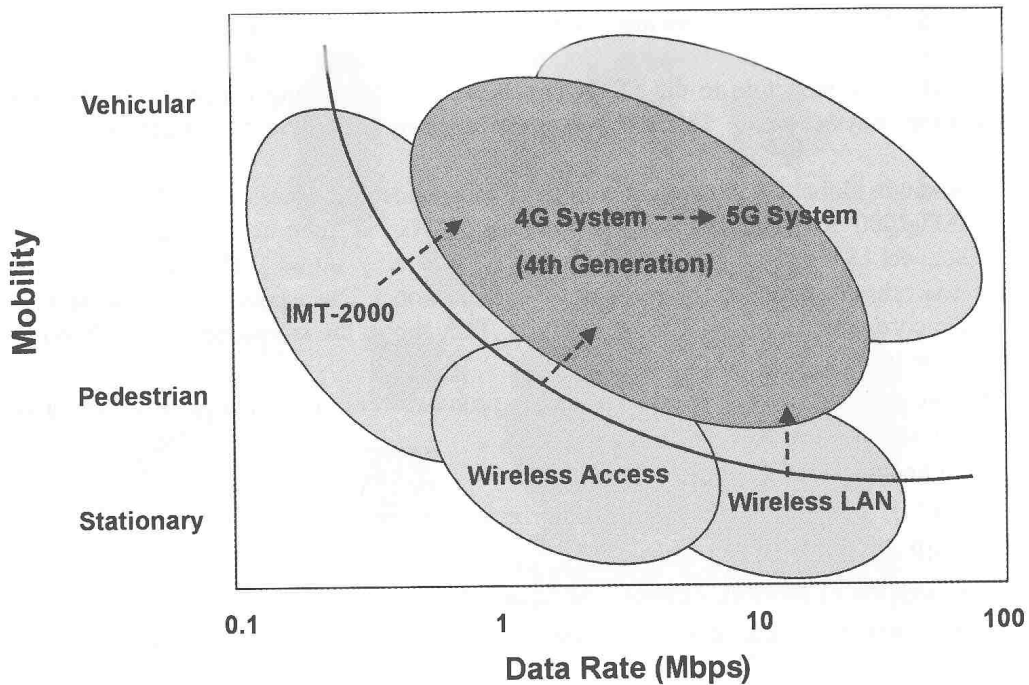 Vehicular
4G System
5G System
(4th Generation)
Mobility
IMT-2000
Pedestrian
Wireless Access
Wireless LAN
Stationary
0.1
1
10
100
Data Rate (Mbps)